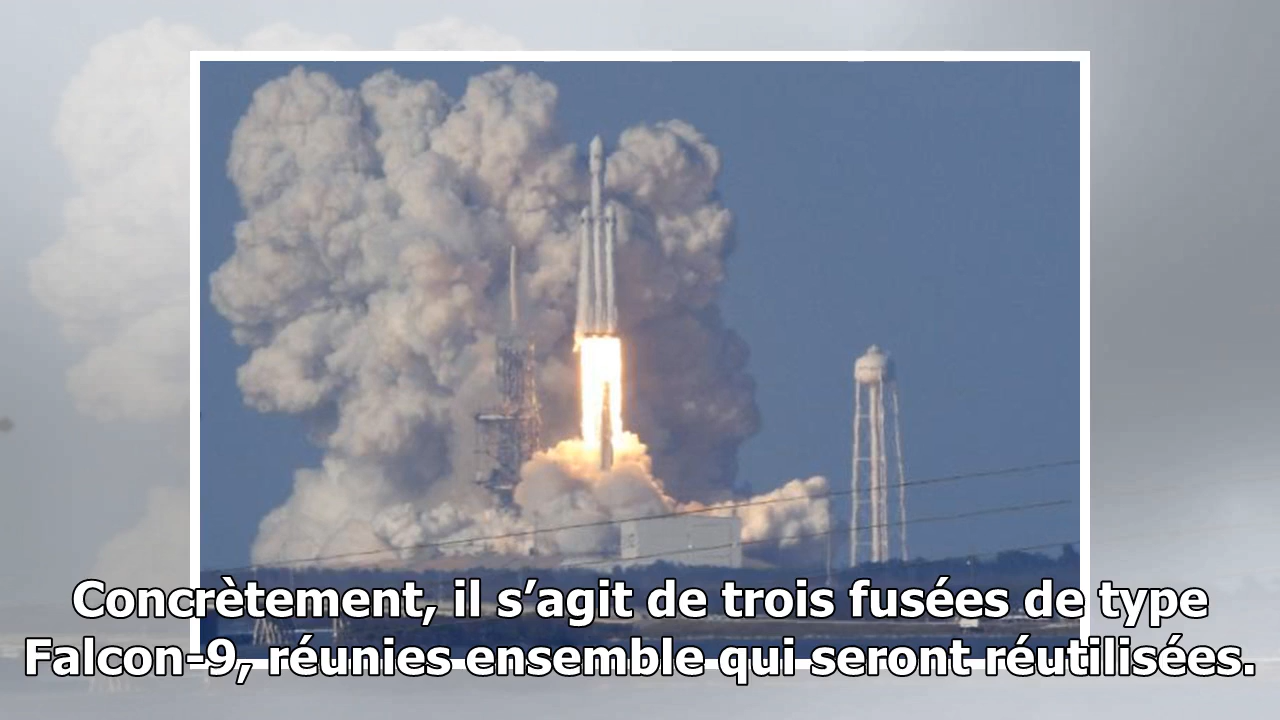 Concrètement, il s’agit de trois fusées de type
Falcon-9, réunies ensemble qui seront réutilisées.